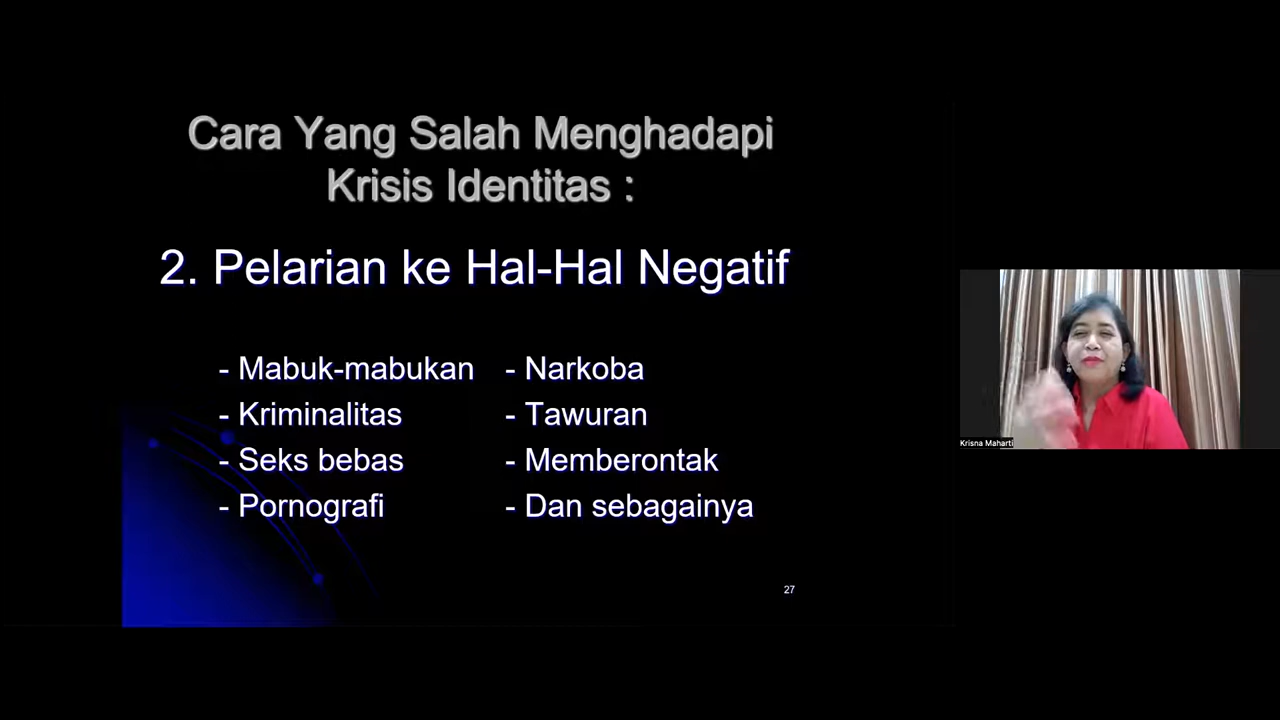 Cara Yang Salah Menghadapi
Krisis Identitas :
2. Pelarian ke Hal-Hal Negatif
- Mabuk-mabukan
- Kriminalitas
- Seks bebas
- Pornografi
- Narkoba
- Tawuran
- Memberontak
- Dan sebagainya
27
Krisna Maharti